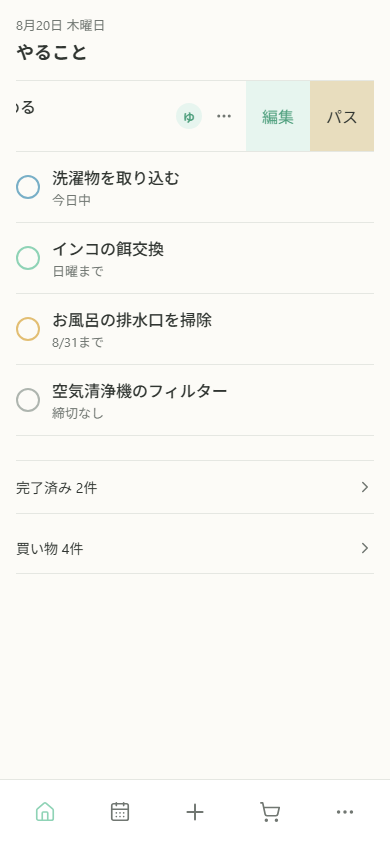 8月20日 木曜日
やること
る
ゆ
編集
パス
洗濯物を取り込む
今日中
インコの餌交換
日曜まで
お風呂の排水口を掃除
8/31まで
空気清浄機のフィルター
締切なし
完了済み 2件
買い物 4件